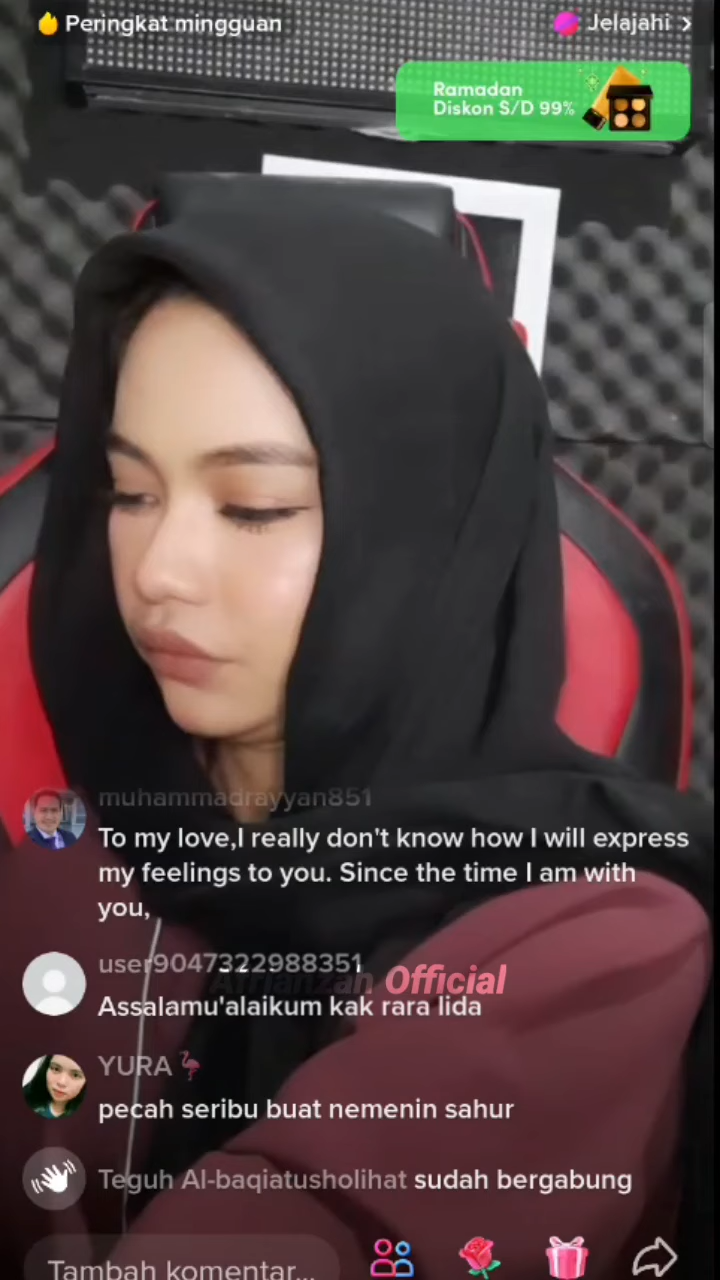 Peringkat mingguan
Jelajahi
Ramadan
Diskon S/D 99%
muhammadrayyan851
To my love,I really don't know how I will express
my feelings to you. Since the time I am with
you,
user9047322988351
Afrianzah Official
Assalamu'alaikum kak rara lida
YURA🦩
pecah seribu buat nemenin sahur
Teguh Al-baqiatusholihat sudah bergabung
Tambah komentar...